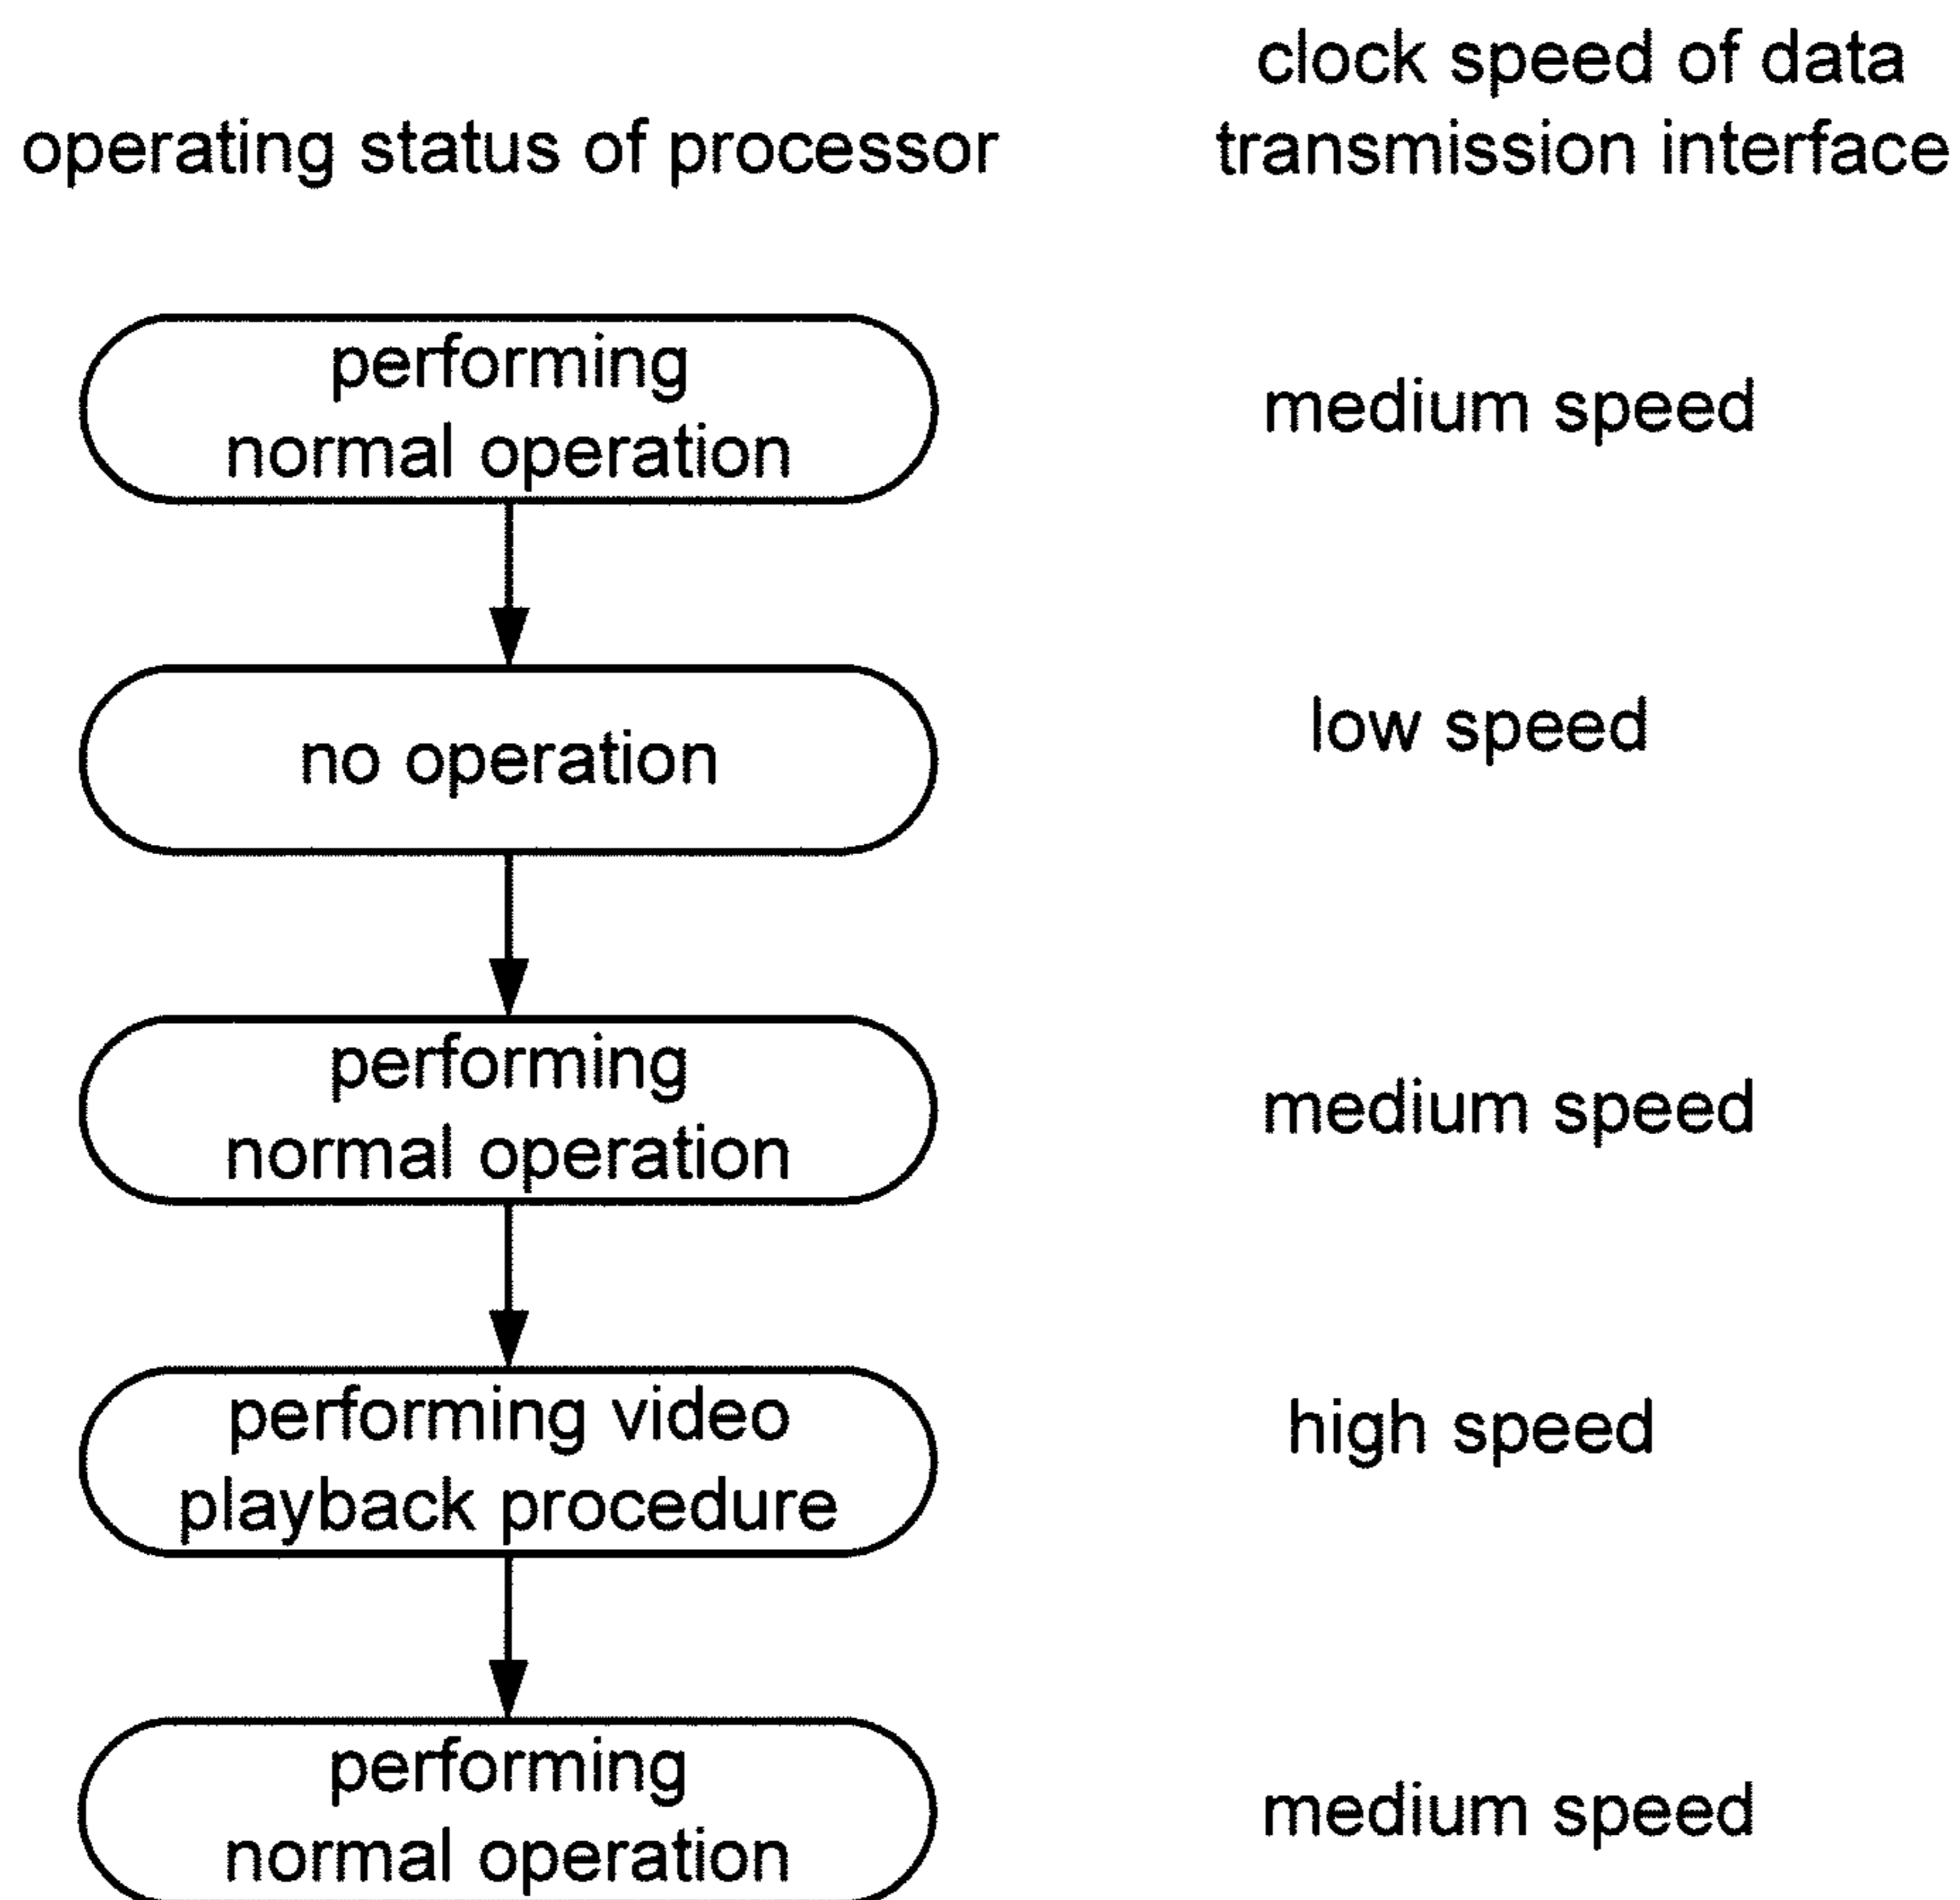 clock speed of data
operating status of processor
transmission interface
performing
normal operation
medium speed
no operation
low speed
performing
normal operation
medium speed
performing video
playback procedure
high speed
performing
normal operation
medium speed